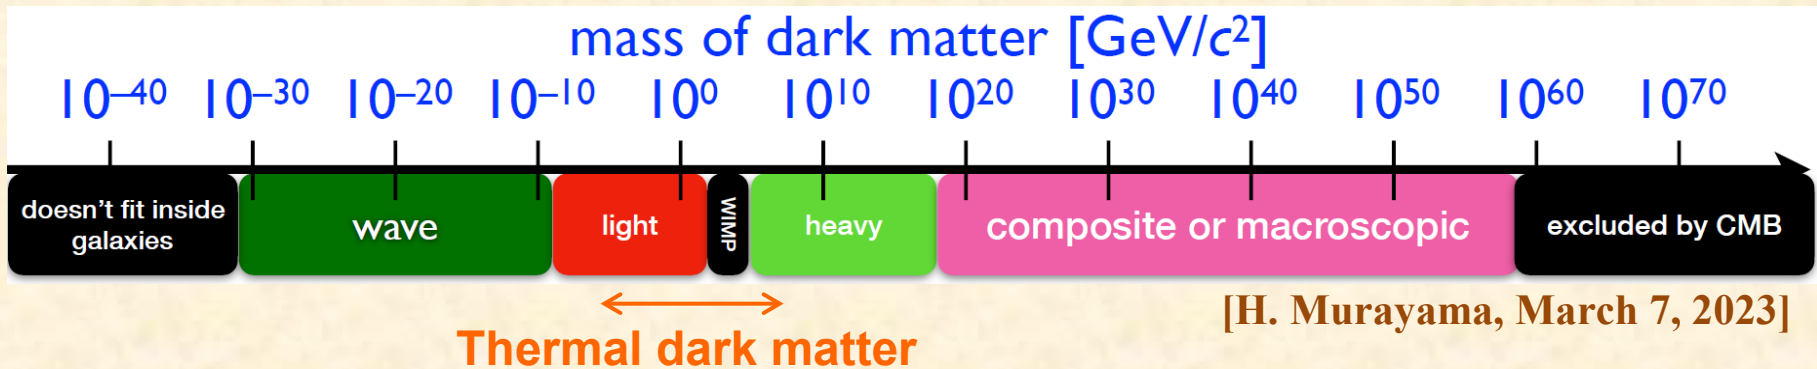 mass of dark matter [GeV/c²]
10⁻⁴⁰ 10⁻³⁰ 10⁻²⁰ 10⁻¹⁰ 10⁰ 10¹⁰ 10²⁰ 10³⁰ 10⁴⁰ 10⁵⁰ 10⁶⁰ 10⁷⁰
doesn't fit inside
galaxies
wave
light
WIMP
heavy
composite or macroscopic
excluded by CMB
Thermal dark matter
[H. Murayama, March 7, 2023]